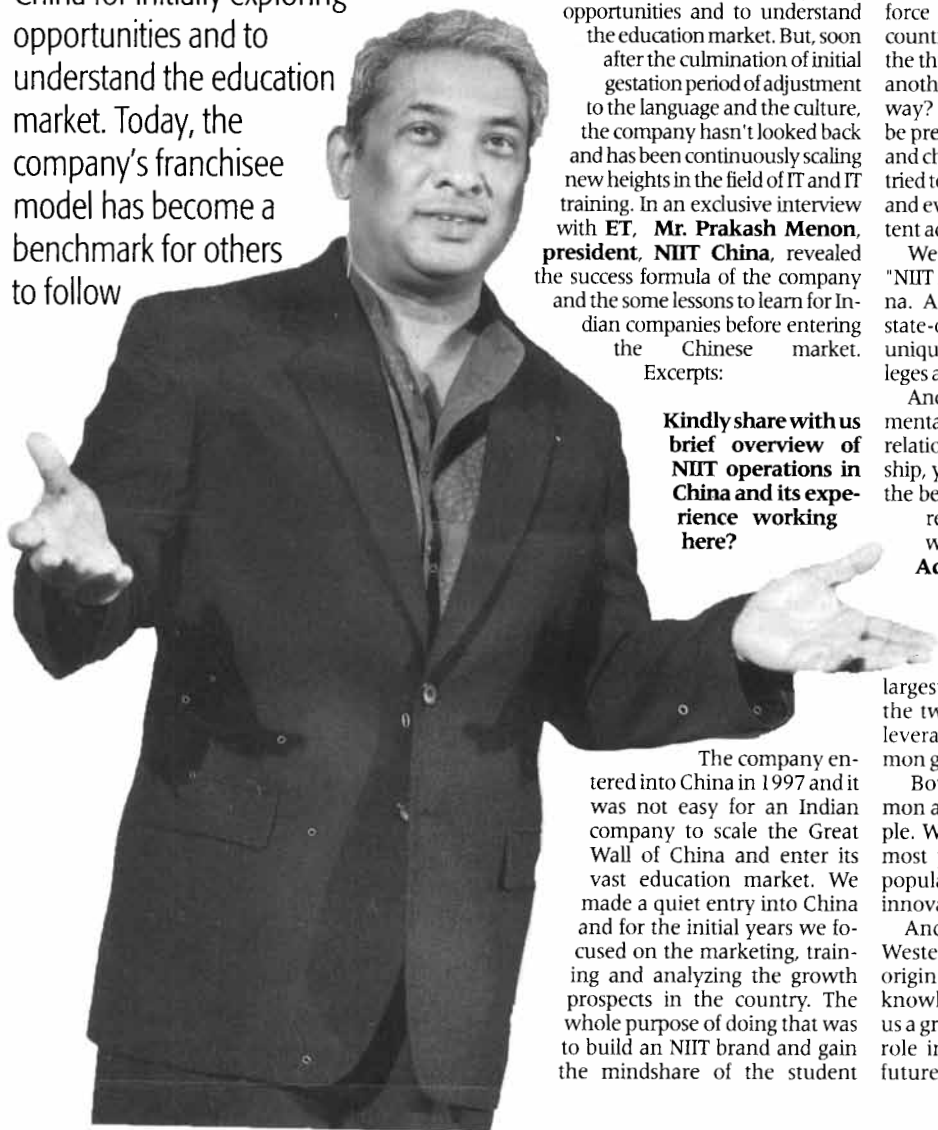 China for initially exploring
opportunities and to
understand the education
market. Today, the
company's franchisee
model has become a
benchmark for others
to follow
opportunities and to understand
the education market. But, soon
after the culmination of initial
gestation period of adjustment
to the language and the culture,
the company hasn't looked back
and has been continuously scaling
new heights in the field of IT and IT
training. In an exclusive interview
with ET, Mr. Prakash Menon,
president, NIIT China, revealed
the success formula of the company
and the some lessons to learn for In-
dian companies before entering
the Chinese market.
Excerpts:
Kindly share with us
brief overview of
NIIT operations in
China and its expe-
rience working
here?
The company en-
tered into China in 1997 and it
was not easy for an Indian
company to scale the Great
Wall of China and enter its
vast education market. We
made a quiet entry into China
and for the initial years we fo-
cused on the marketing, train-
ing and analyzing the growth
prospects in the country. The
whole purpose of doing that was
to build an NIIT brand and gain
the mindshare of the student
force
count
the th
anoth
way?
be pre
and ch
tried to
and ev
tent ac
We
"NIIT
na. A
state-c
uniqu
leges a
And
menta
relatio
ship, y
the be
re
w
Ac
larges
the tw
levera
mon g
Bo
mon a
ple. W
most
popula
innova
And
Weste
origin
knowl
us a gr
role in
future